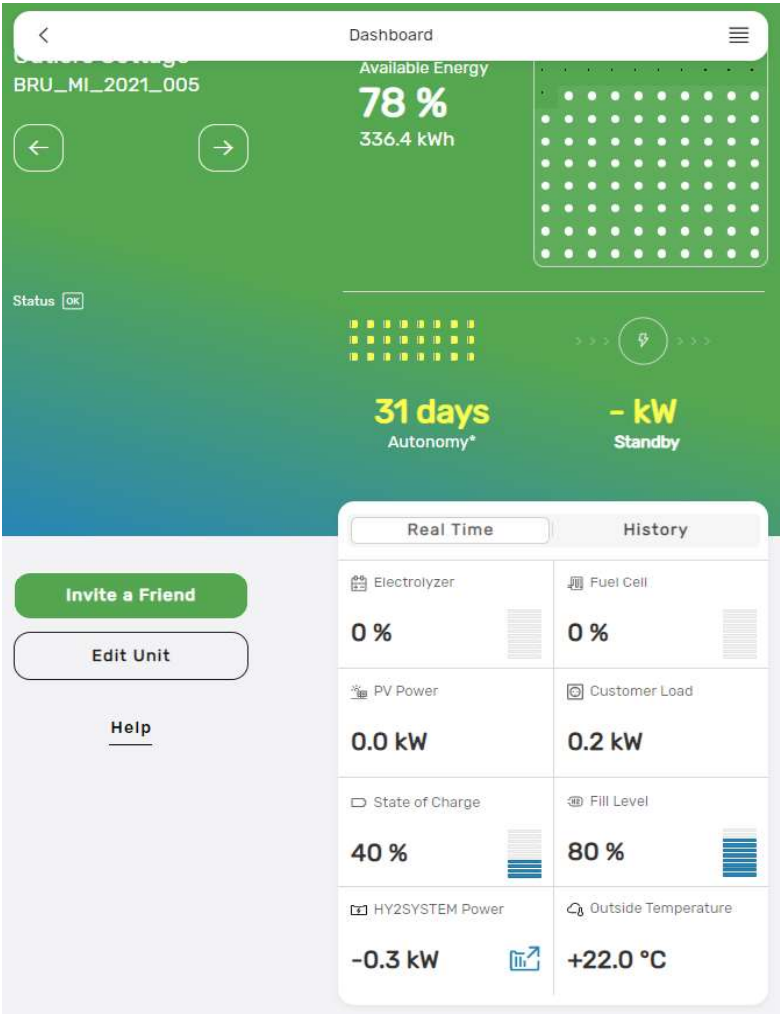 Dashboard
BRU_MI_2021_005
Available Energy
78 %
336.4 kWh
Status OK
31 days
Autonomy*
- kW
Standby
Real Time
History
Invite a Friend
Edit Unit
Help
Electrolyzer
0 %
Fuel Cell
0 %
PV Power
0.0 kW
Customer Load
0.2 kW
State of Charge
40 %
Fill Level
80 %
HY2SYSTEM Power
-0.3 kW
Outside Temperature
+22.0 °C